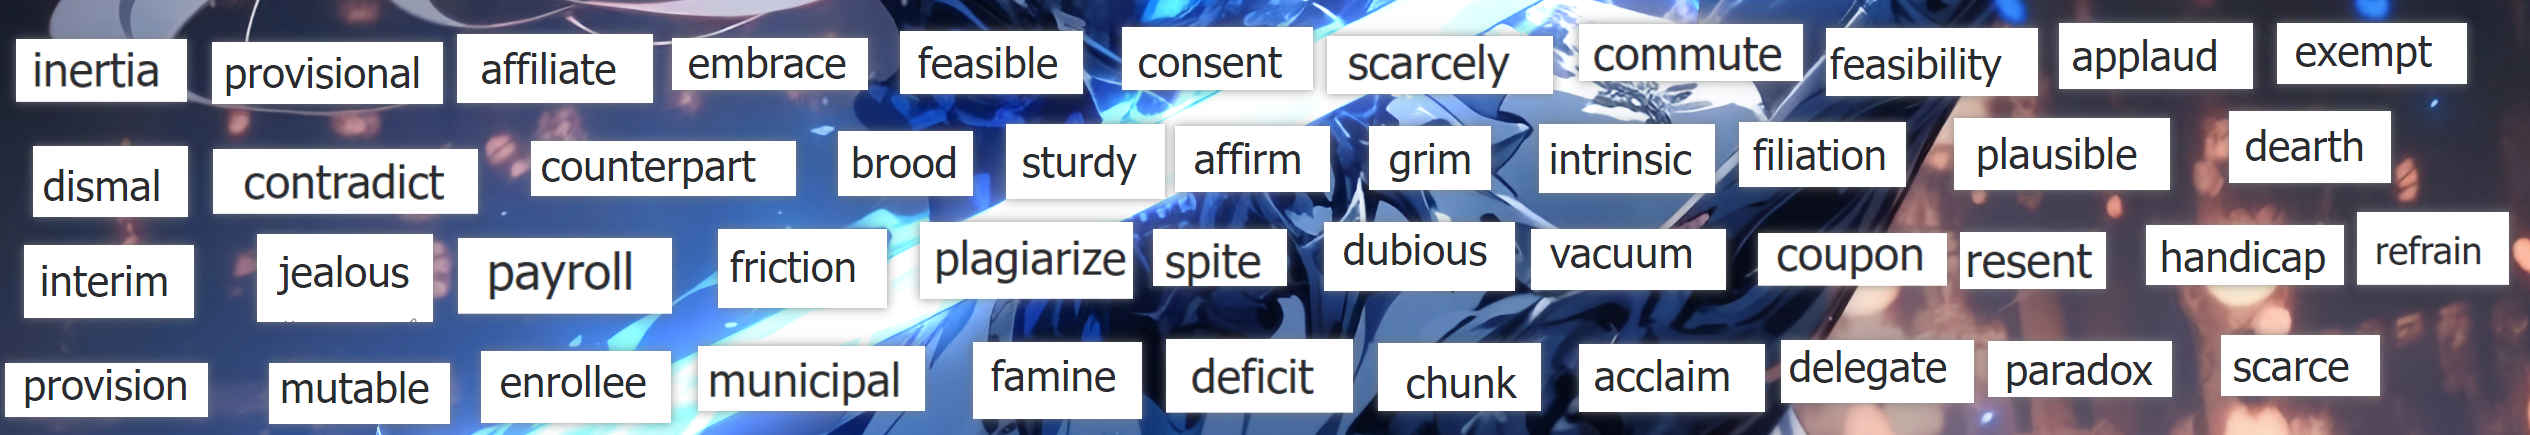 inertia provisional affiliate embrace feasible consent scarcely commute feasibility applaud exempt
dismal contradict counterpart brood sturdy affirm grim intrinsic filiation plausible dearth
interim jealous payroll friction plagiarize spite dubious vacuum coupon resent handicap refrain
provision mutable enrollee municipal famine deficit chunk acclaim delegate paradox scarce